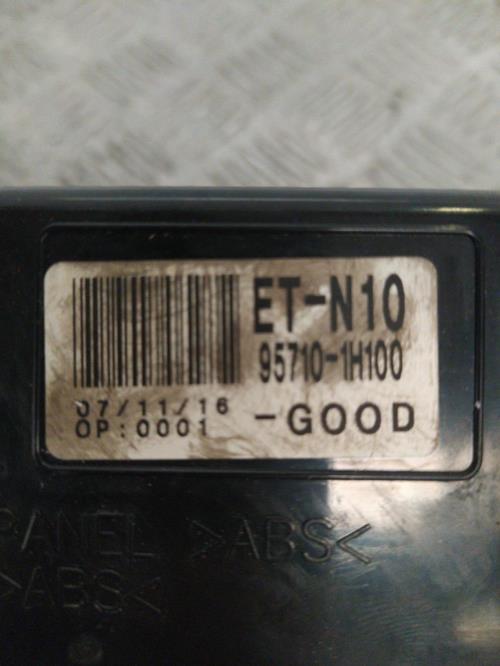 ET-N10
95710-1H100
07/11/16
OP:0001
-GOOD
PANEL >ABS<
>ABS<